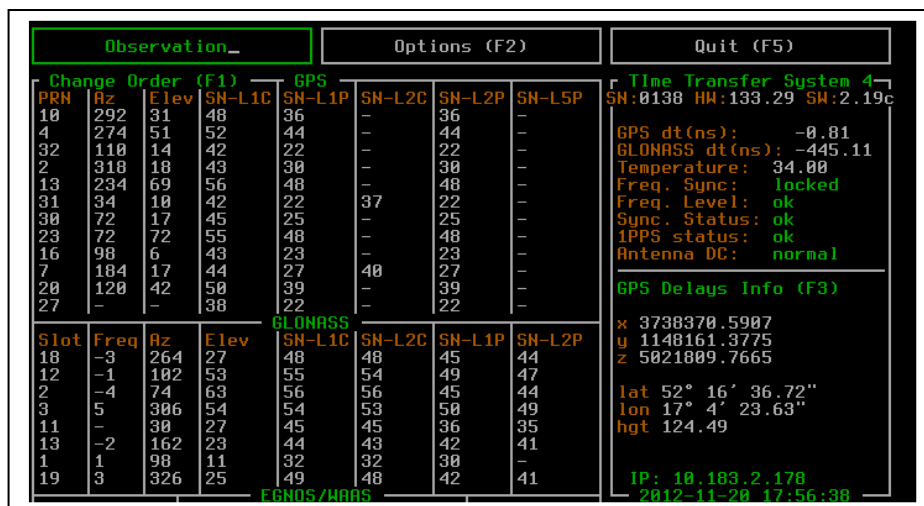 Observation_ Options (F2) Quit (F5)
Change Order (F1) GPS
PRN Az Elev SN-L1C SN-L1P SN-L2C SN-L2P SN-L5P
10 292 31 48 36 - 36 -
4 274 51 52 44 - 44 -
32 110 14 42 22 - 22 -
2 318 18 43 30 - 30 -
13 234 69 56 48 - 48 -
31 34 10 42 22 37 22 -
30 72 17 45 25 - 25 -
23 72 72 55 48 - 48 -
16 98 6 43 23 - 23 -
7 184 17 44 27 40 27 -
20 120 42 50 39 - 39 -
27 - - 38 22 - 22 -
GLONASS
Slot Freq Az Elev SN-L1C SN-L2C SN-L1P SN-L2P
18 -3 264 27 48 48 45 44
12 -1 102 53 55 54 49 47
2 -4 74 63 56 56 45 44
3 5 306 54 54 53 50 49
11 - 30 27 45 45 36 35
13 -2 162 23 44 43 42 41
1 1 98 11 32 32 30 -
19 3 326 25 49 48 42 41
EGNOS/WAAS
TIme Transfer System 4
SN:0138 HW:133.29 SW:2.19c
GPS dt(ns): -0.81
GLONASS dt(ns): -445.11
Temperature: 34.00
Freq. Sync: locked
Freq. Level: ok
Sync. Status: ok
1PPS status: ok
Antenna DC: normal
GPS Delays Info (F3)
x 3738370.5907
y 1148161.3775
z 5021809.7665
lat 52° 16′ 36.72"
lon 17° 4′ 23.63"
hgt 124.49
IP: 10.183.2.178
2012-11-20 17:56:38